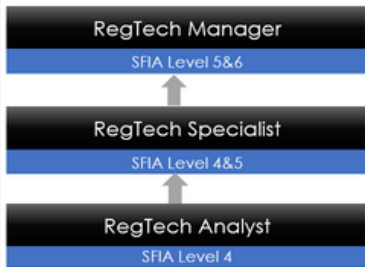 RegTech Manager
SFIA Level 5&6
RegTech Specialist
SFIA Level 4&5
RegTech Analyst
SFIA Level 4